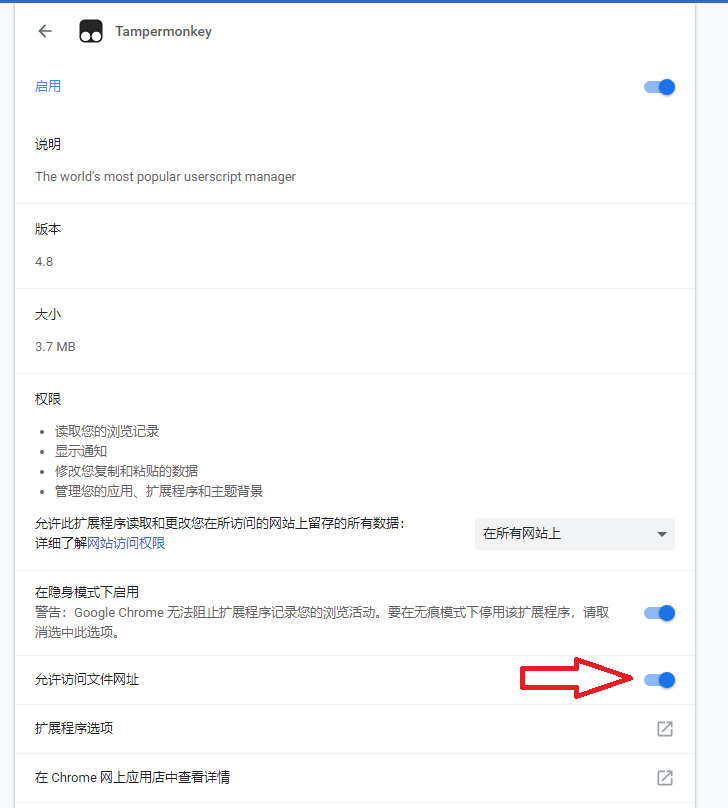 Tampermonkey
启用
说明
The world's most popular userscript manager
版本
4.8
大小
3.7 MB
权限
读取您的浏览记录
显示通知
修改您复制和粘贴的数据
管理您的应用、扩展程序和主题背景
允许此扩展程序读取和更改您在所访问的网站上留存的所有数据：
详细了解网站访问权限
在所有网站上
在隐身模式下启用
警告：Google Chrome 无法阻止扩展程序记录您的浏览活动。要在无痕模式下停用该扩展程序，请取
消选中此选项。
允许访问文件网址
扩展程序选项
在 Chrome 网上应用店中查看详情